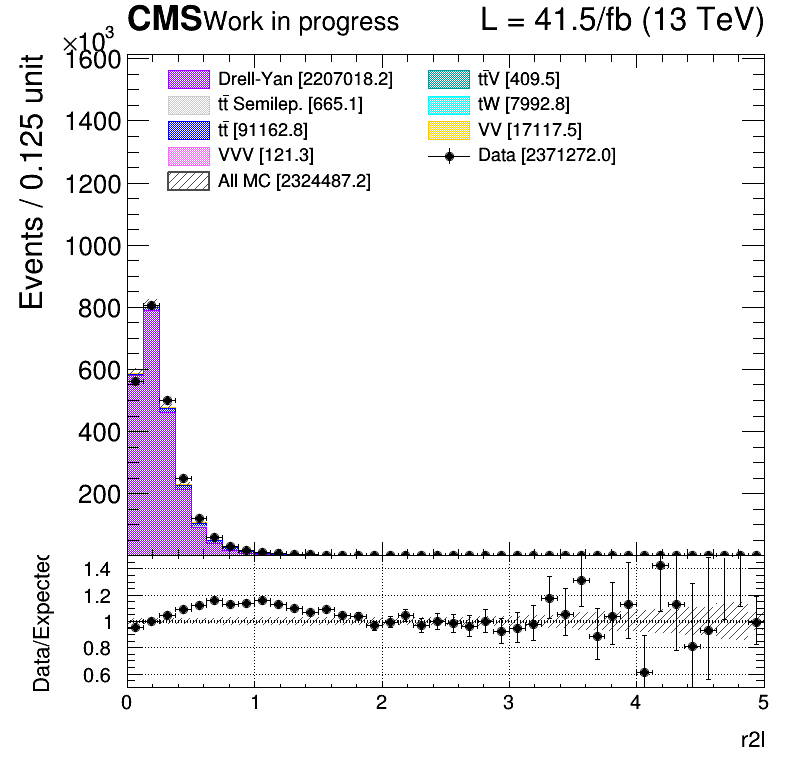 CMS Work in progress L = 41.5/fb (13 TeV)
×10³
Events / 0.125 unit
1600
1400
1200
1000
800
600
400
200
Drell-Yan [2207018.2]
tt̄ Semilep. [665.1]
tt̄ [91162.8]
VVV [121.3]
All MC [2324487.2]
tt̄V [409.5]
tW [7992.8]
VV [17117.5]
Data [2371272.0]
Data/Expected
1.4
1.2
1
0.8
0.6
0 1 2 3 4 5
r2l